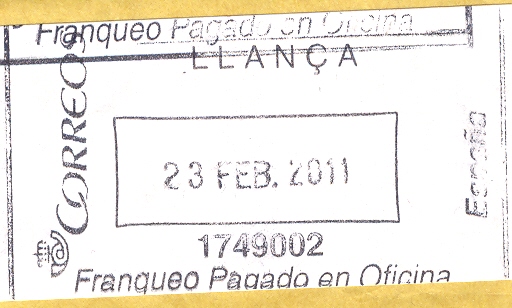 Franqueo Pagado en Oficina
LLANÇA
CORREOS
23 FEB. 2011
España
1749002
Franqueo Pagado en Oficina